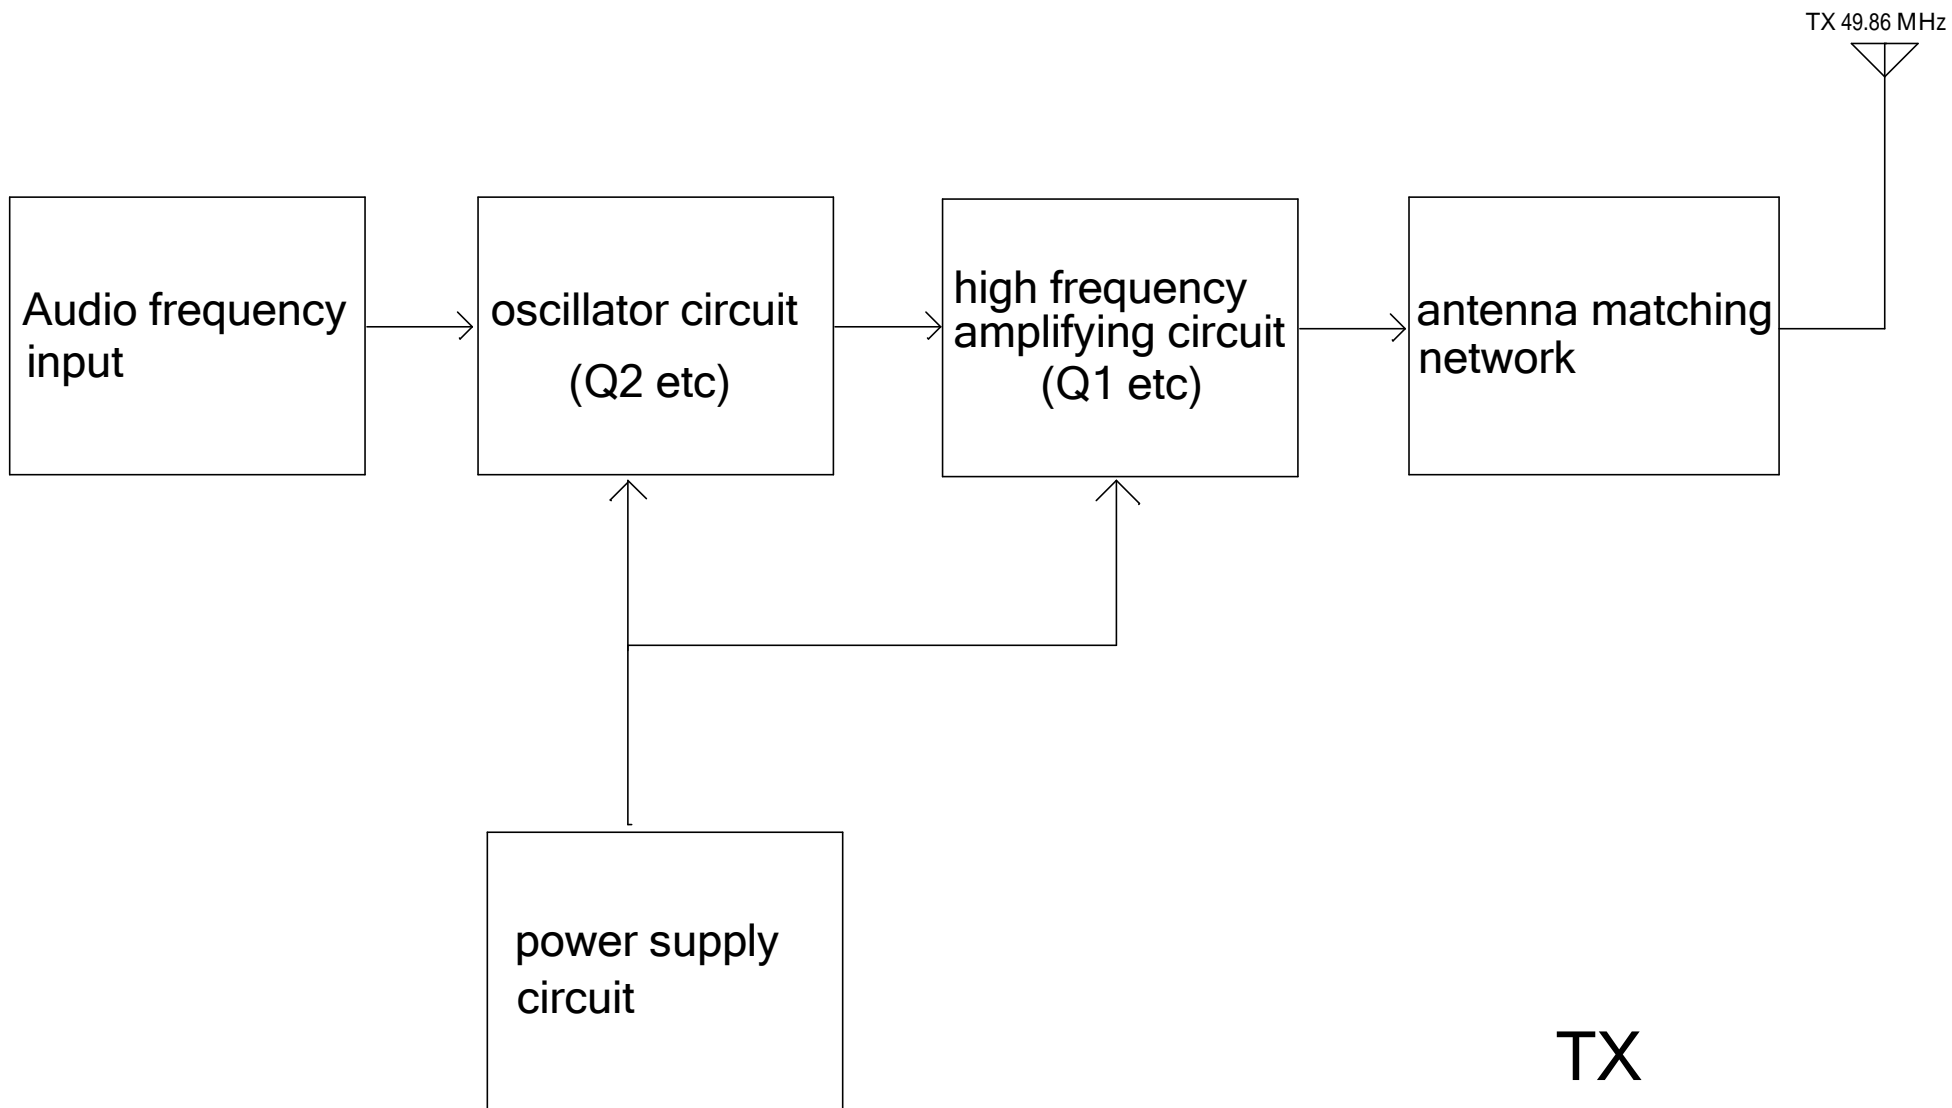 TX 49.86 MHz
Audio frequency
input
oscillator circuit
(Q2 etc)
high frequency
amplifying circuit
(Q1 etc)
antenna matching
network
power supply
circuit
TX